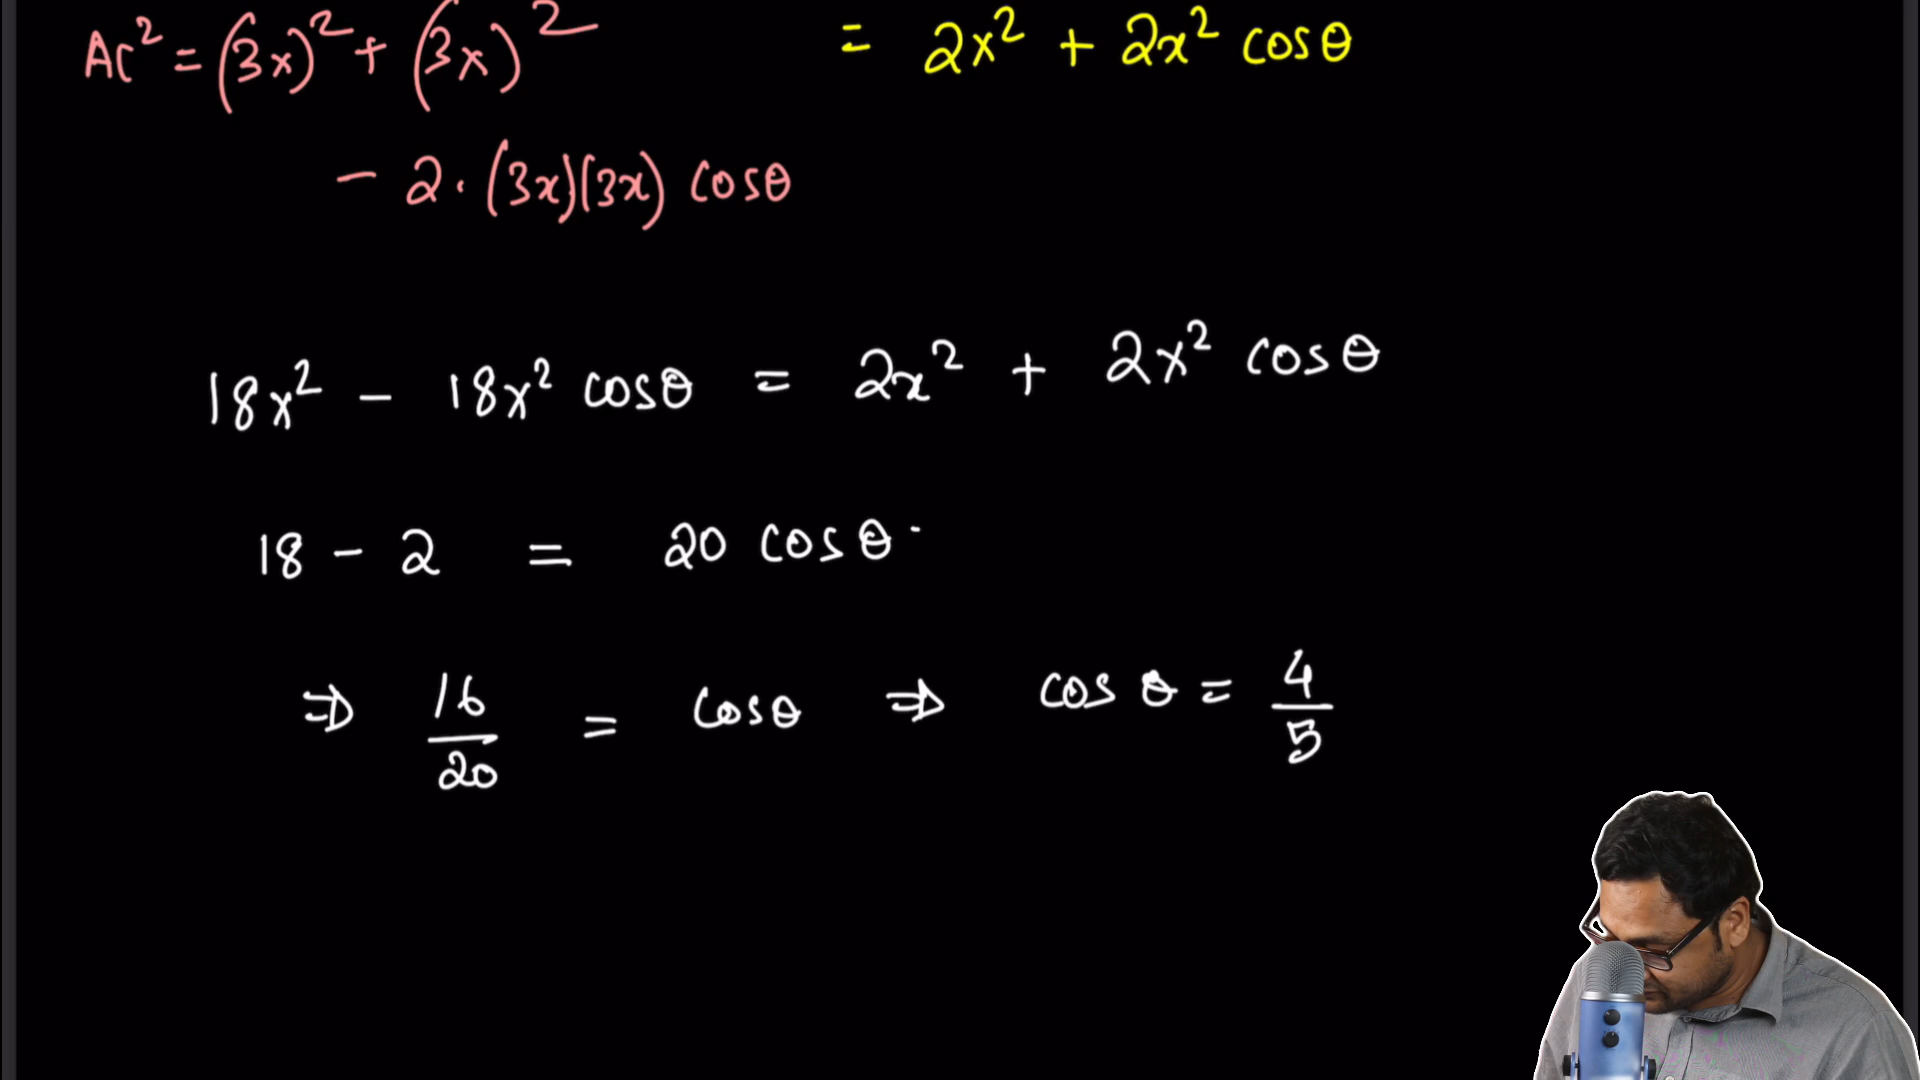 AC² = (3x)² + (3x)²
- 2 · (3x)(3x) cosθ
= 2x² + 2x² cosθ
18x² - 18x² cosθ = 2x² + 2x² cosθ
18 - 2 = 20 cosθ ·
⇒ 16/20 = cosθ ⇒ cos θ = 4/5